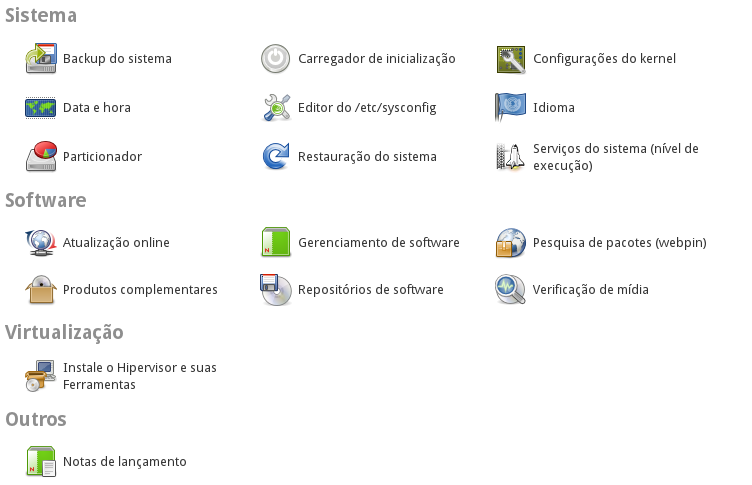 Sistema
Backup do sistema
Carregador de inicialização
Configurações do kernel
Data e hora
Editor do /etc/sysconfig
Idioma
Particionador
Restauração do sistema
Serviços do sistema (nível de
execução)
Software
Atualização online
Gerenciamento de software
Pesquisa de pacotes (webpin)
Produtos complementares
Repositórios de software
Verificação de mídia
Virtualização
Instale o Hipervisor e suas
Ferramentas
Outros
Notas de lançamento